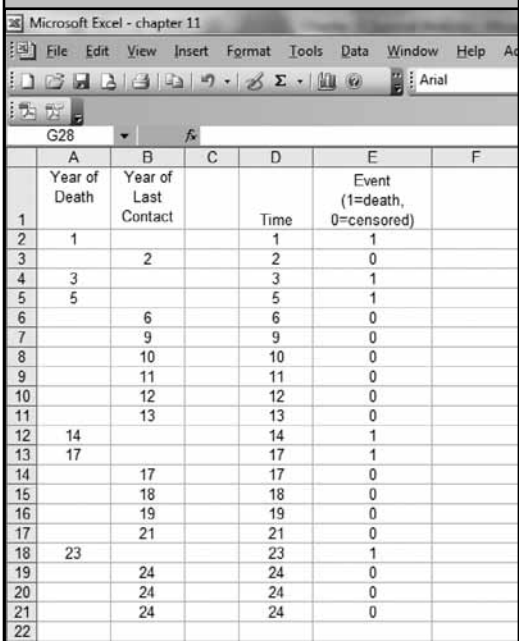 Microsoft Excel - chapter 11
File Edit View Insert Format Tools Data Window Help
Arial
G28 fx
A B C D E F
Year of Year of Event
Death Last (1=death,
1 Contact Time 0=censored)
2 1 1 1
3 2 2 0
4 3 3 1
5 5 5 1
6 6 6 0
7 9 9 0
8 10 10 0
9 11 11 0
10 12 12 0
11 13 13 0
12 14 14 1
13 17 17 1
14 17 17 0
15 18 18 0
16 19 19 0
17 21 21 0
18 23 23 1
19 24 24 0
20 24 24 0
21 24 24 0
22